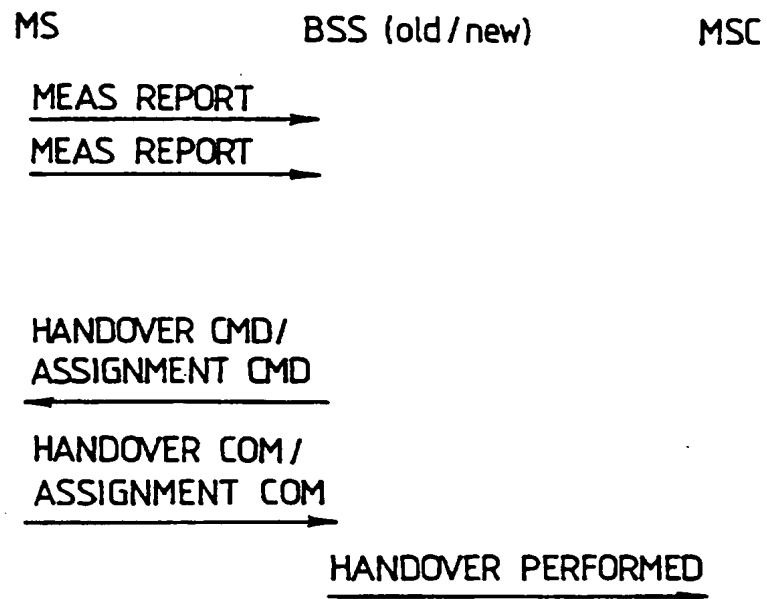 MS BSS (old/new) MSC
MEAS REPORT
MEAS REPORT
HANDOVER CMD/
ASSIGNMENT CMD
HANDOVER COM/
ASSIGNMENT COM
HANDOVER PERFORMED